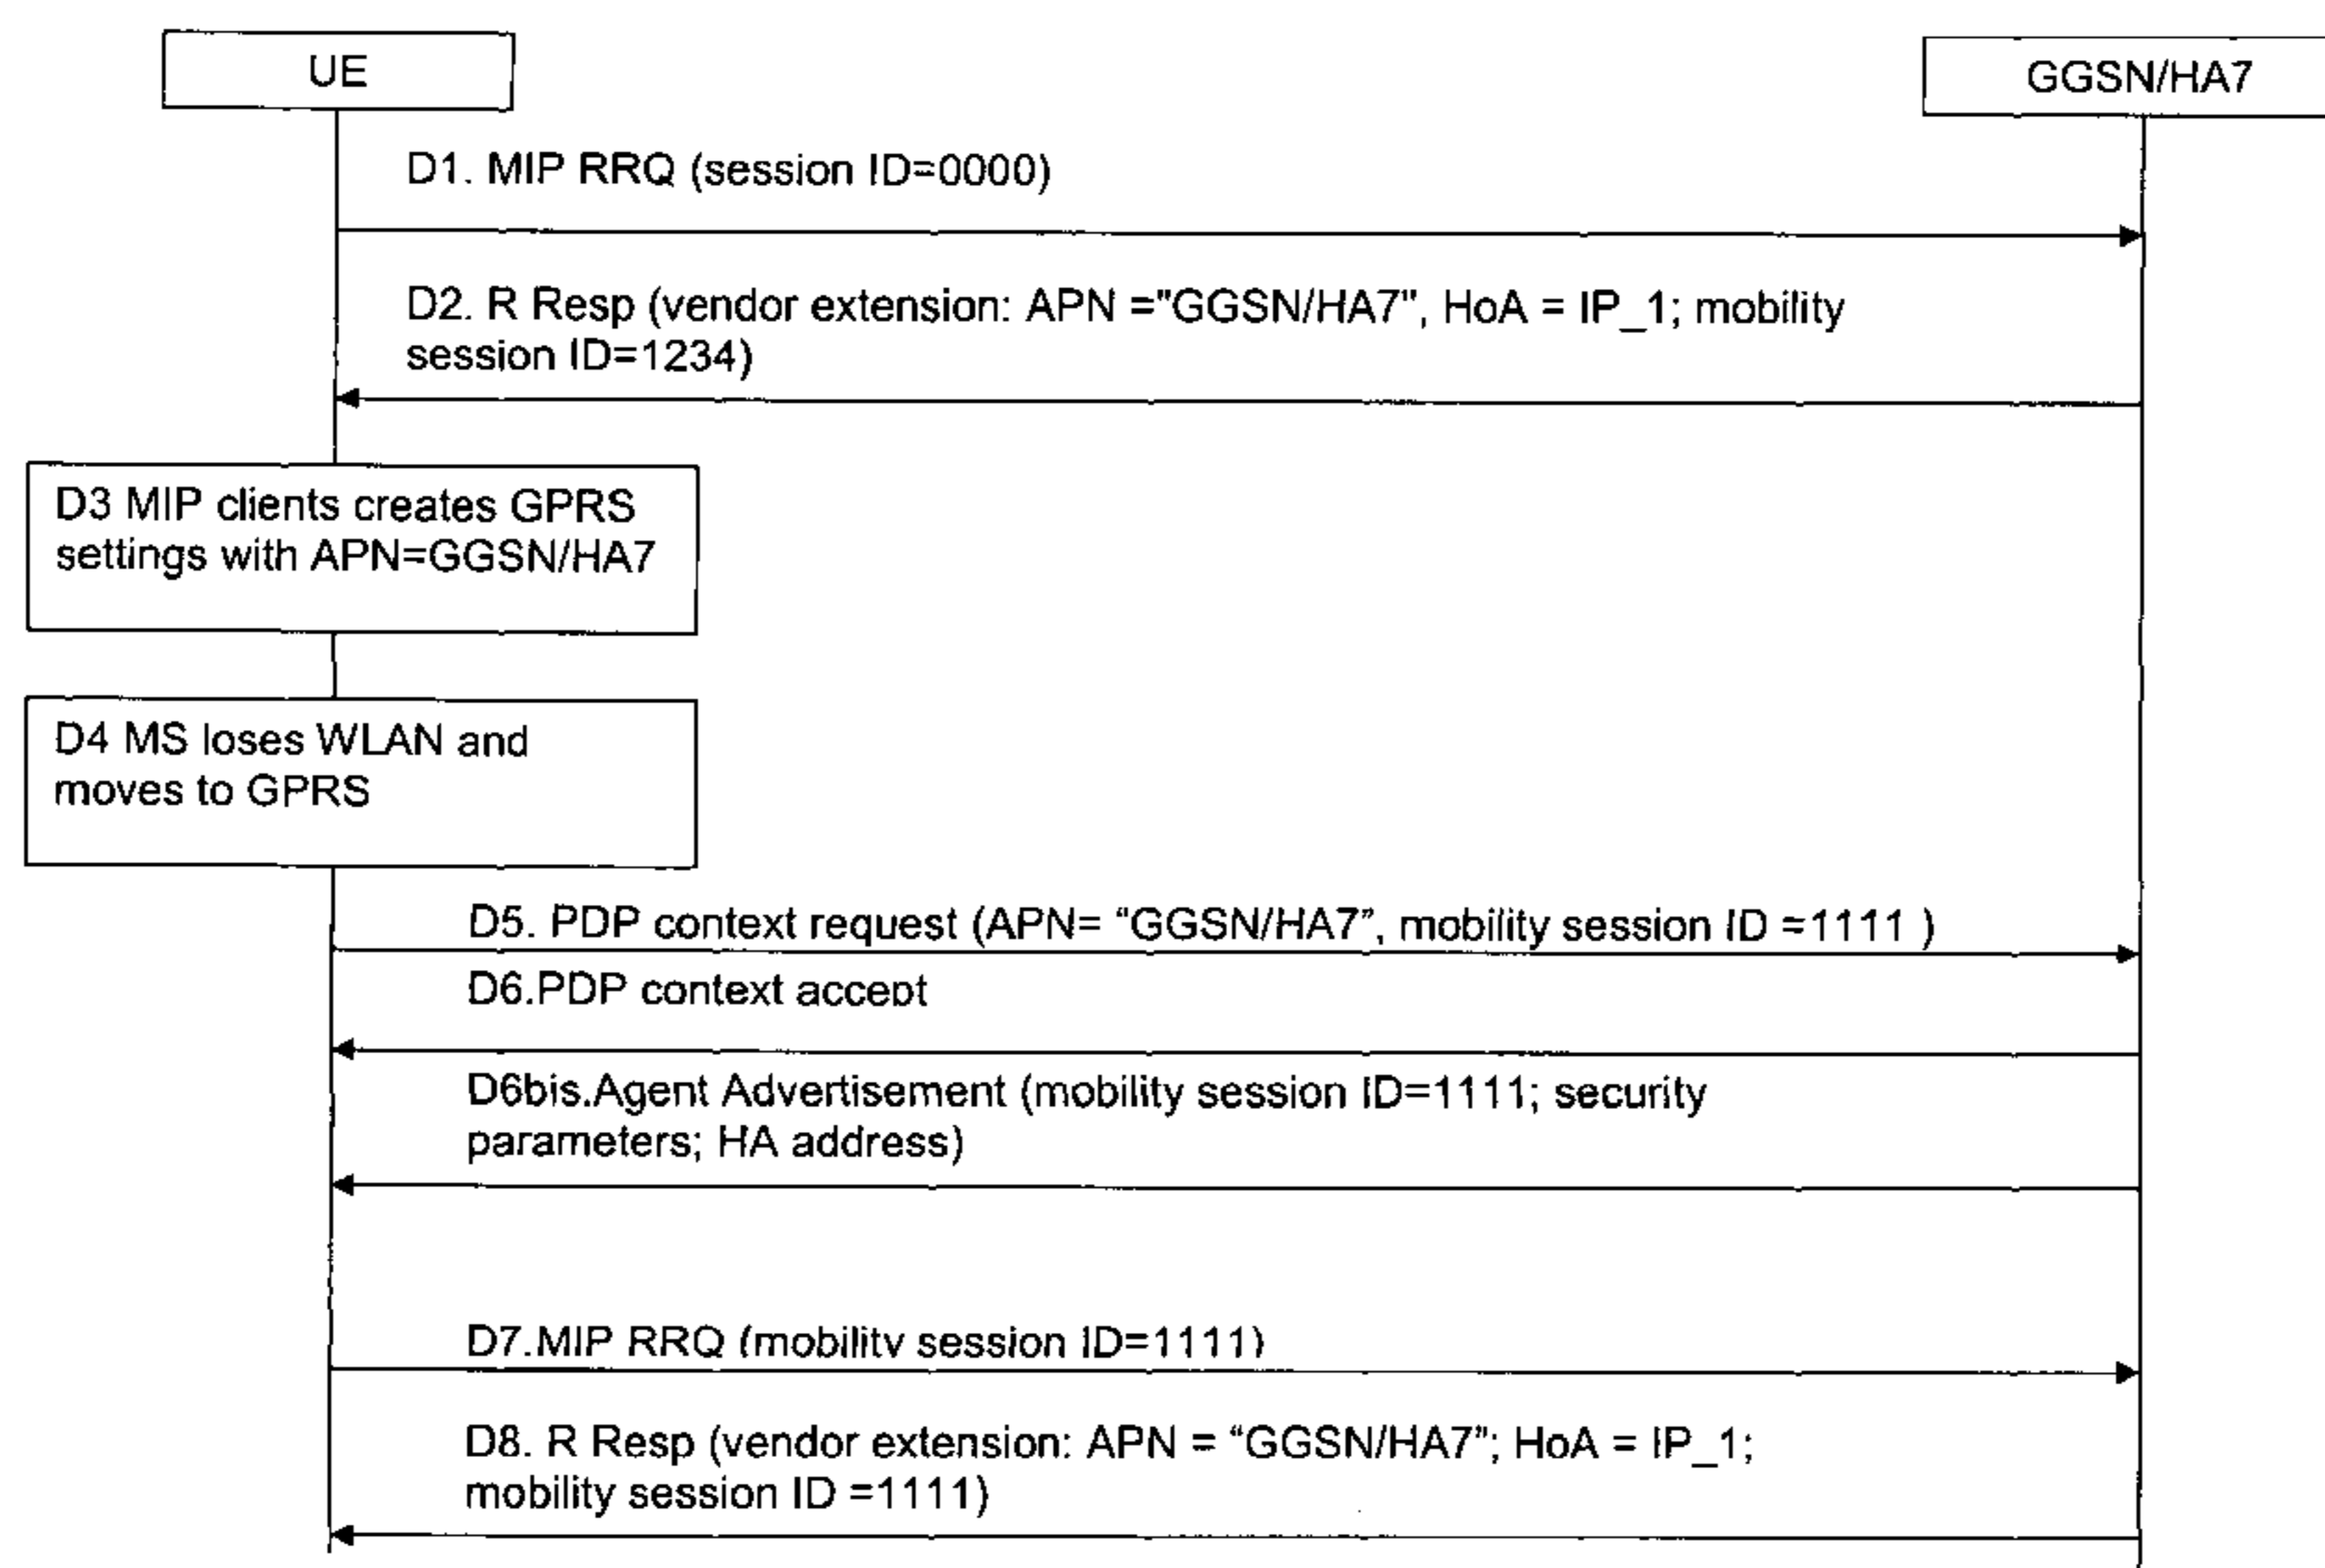 UE
GGSN/HA7
D1. MIP RRQ (session ID=0000)
D2. R Resp (vendor extension: APN ="GGSN/HA7", HoA = IP_1; mobility
session ID=1234)
D3 MIP clients creates GPRS
settings with APN=GGSN/HA7
D4 MS loses WLAN and
moves to GPRS
D5. PDP context request (APN= “GGSN/HA7”, mobility session ID =1111 )
D6.PDP context accept
D6bis.Agent Advertisement (mobility session ID=1111; security
parameters; HA address)
D7.MIP RRQ (mobility session ID=1111)
D8. R Resp (vendor extension: APN = “GGSN/HA7”; HoA = IP_1;
mobility session ID =1111)